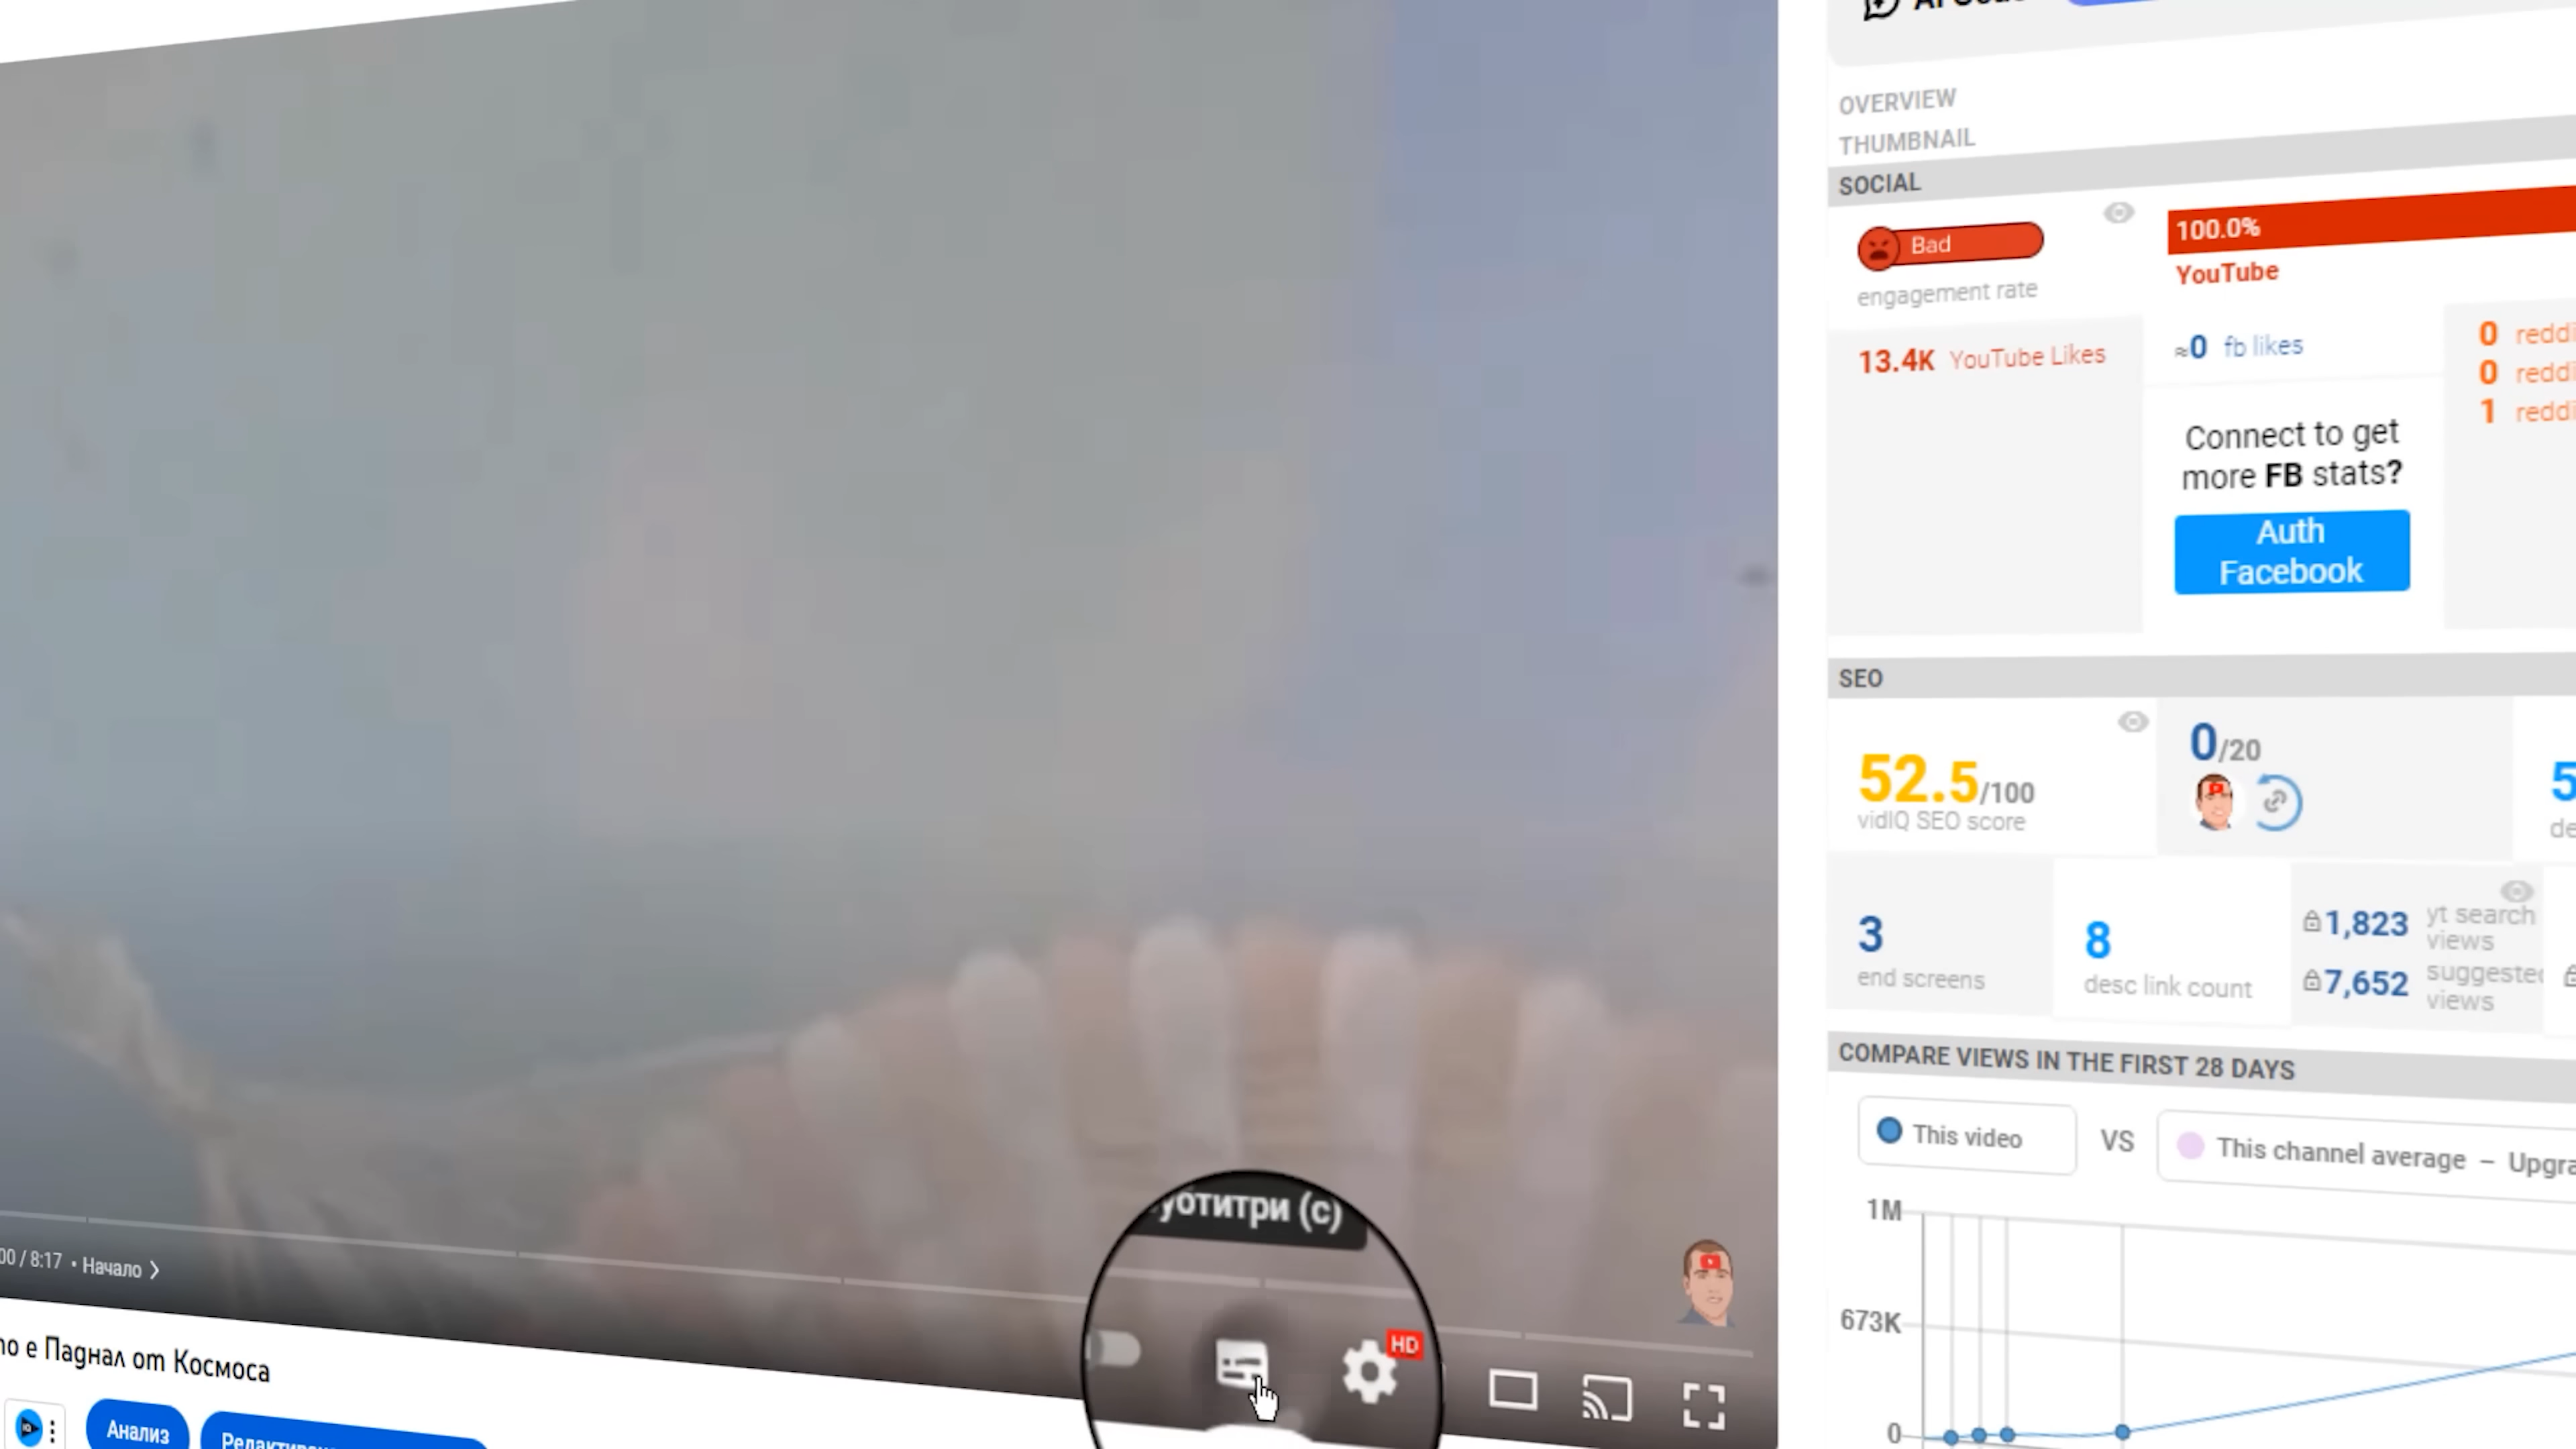 OVERVIEW
THUMBNAIL
SOCIAL
Bad
engagement rate
100.0%
YouTube
13.4K YouTube Likes
≈0 fb likes
0
0
1
Connect to get
more FB stats?
Auth
Facebook
SEO
52.5/100
vidIQ SEO score
0/20
3
end screens
8
desc link count
1,823 yt search
views
7,652 suggested
views
COMPARE VIEWS IN THE FIRST 28 DAYS
This video
VS
This channel average –
1M
673K
0
(c)
/ 8:17 • Начало
HD
е Паднал от Космоса
Анализ